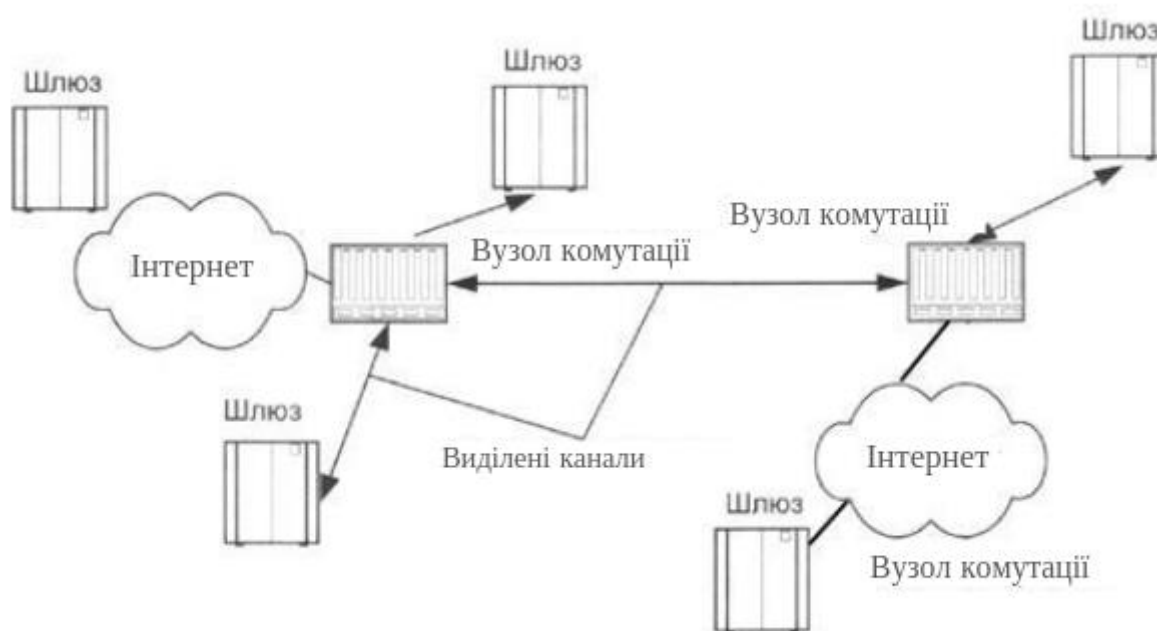 Шлюз
Шлюз
Шлюз
Вузол комутації
Вузол комутації
Інтернет
Шлюз
Виділені канали
Інтернет
Шлюз
Вузол комутації